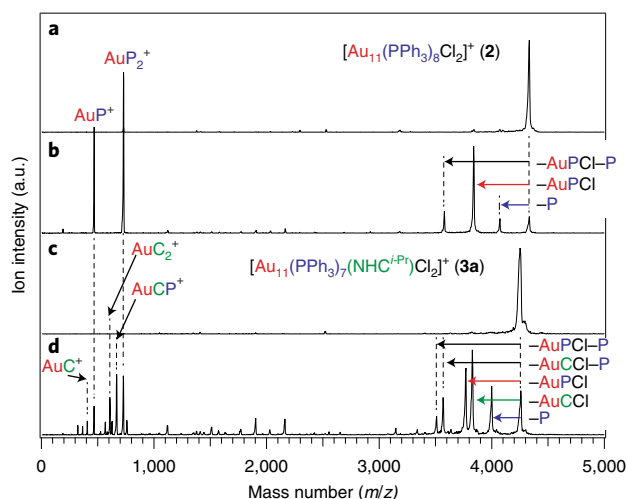 a
[Au11(PPh3)8Cl2]+ (2)
AuP2+
AuP+
b
–AuPCl–P
–AuPCl
–P
Ion intensity (a.u.)
c
AuC2+
[Au11(PPh3)7(NHCi-Pr)Cl2]+ (3a)
AuCP+
d
AuC+
–AuPCl–P
–AuCCl–P
–AuPCl
–AuCCl
–P
0 1,000 2,000 3,000 4,000 5,000
Mass number (m/z)